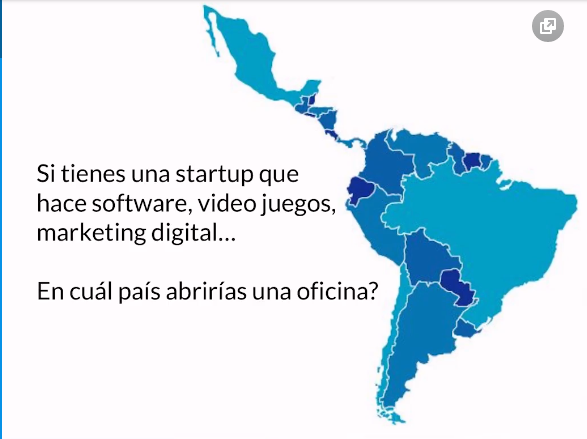 Si tienes una startup que
hace software, video juegos,
marketing digital...
En cuál país abrirías una oficina?